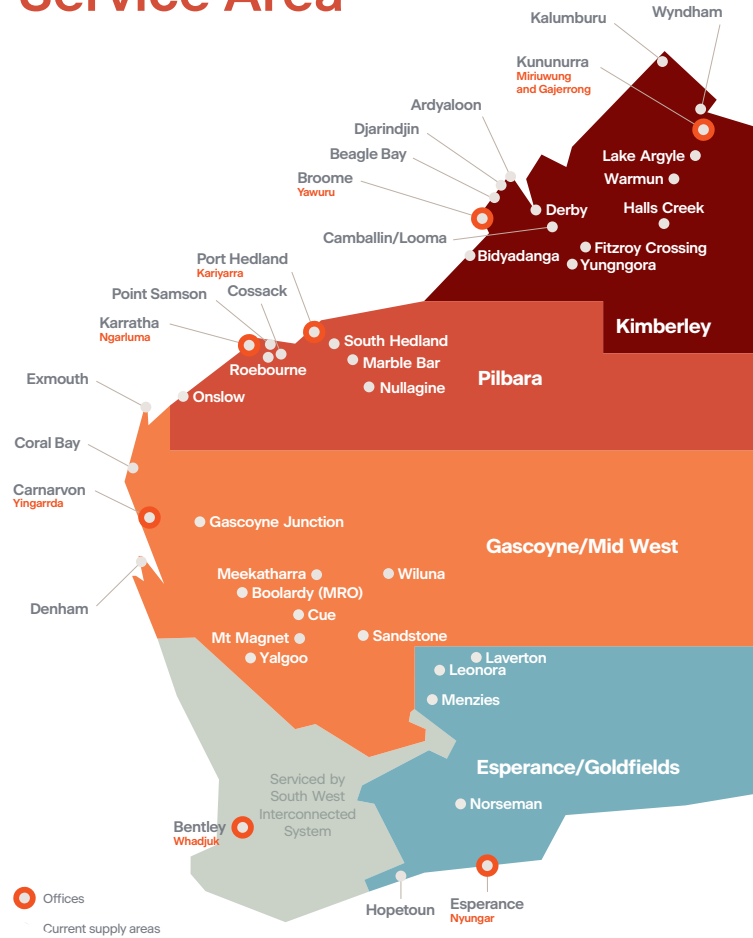 Service Area
Wyndham
Kalumburu
Kununurra
Miriuwung
and Gajerrong
Ardyaloon
Djarindjin
Beagle Bay
Broome
Yawuru
Lake Argyle
Warmun
Derby
Halls Creek
Camballin/Looma
Fitzroy Crossing
Bidyadanga
Yungngora
Port Hedland
Kariyarra
Point Samson
Cossack
Karratha
Ngarluma
Kimberley
South Hedland
Marble Bar
Roebourne
Pilbara
Exmouth
Nullagine
Onslow
Coral Bay
Carnarvon
Yingarrda
Gascoyne Junction
Gascoyne/Mid West
Meekatharra
Wiluna
Boolardy (MRO)
Denham
Cue
Mt Magnet
Sandstone
Yalgoo
Laverton
Leonora
Menzies
Esperance/Goldfields
Serviced by
South West
Interconnected
System
Norseman
Bentley
Whadjuk
Offices
Hopetoun
Esperance
Nyungar
Current supply areas